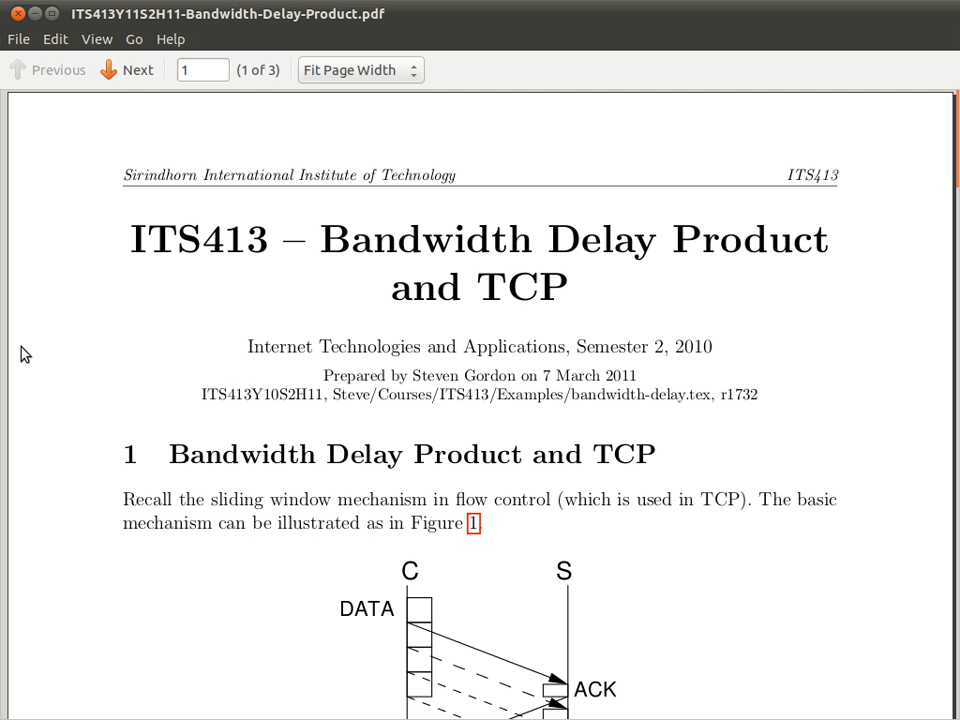 ITS413Y11S2H11-Bandwidth-Delay-Product.pdf
File Edit View Go Help
Previous Next 1 (1 of 3) Fit Page Width
Sirindhorn International Institute of Technology ITS413
ITS413 – Bandwidth Delay Product
and TCP
Internet Technologies and Applications, Semester 2, 2010
Prepared by Steven Gordon on 7 March 2011
ITS413Y10S2H11, Steve/Courses/ITS413/Examples/bandwidth-delay.tex, r1732
1 Bandwidth Delay Product and TCP
Recall the sliding window mechanism in flow control (which is used in TCP). The basic
mechanism can be illustrated as in Figure 1.
C S
DATA
ACK